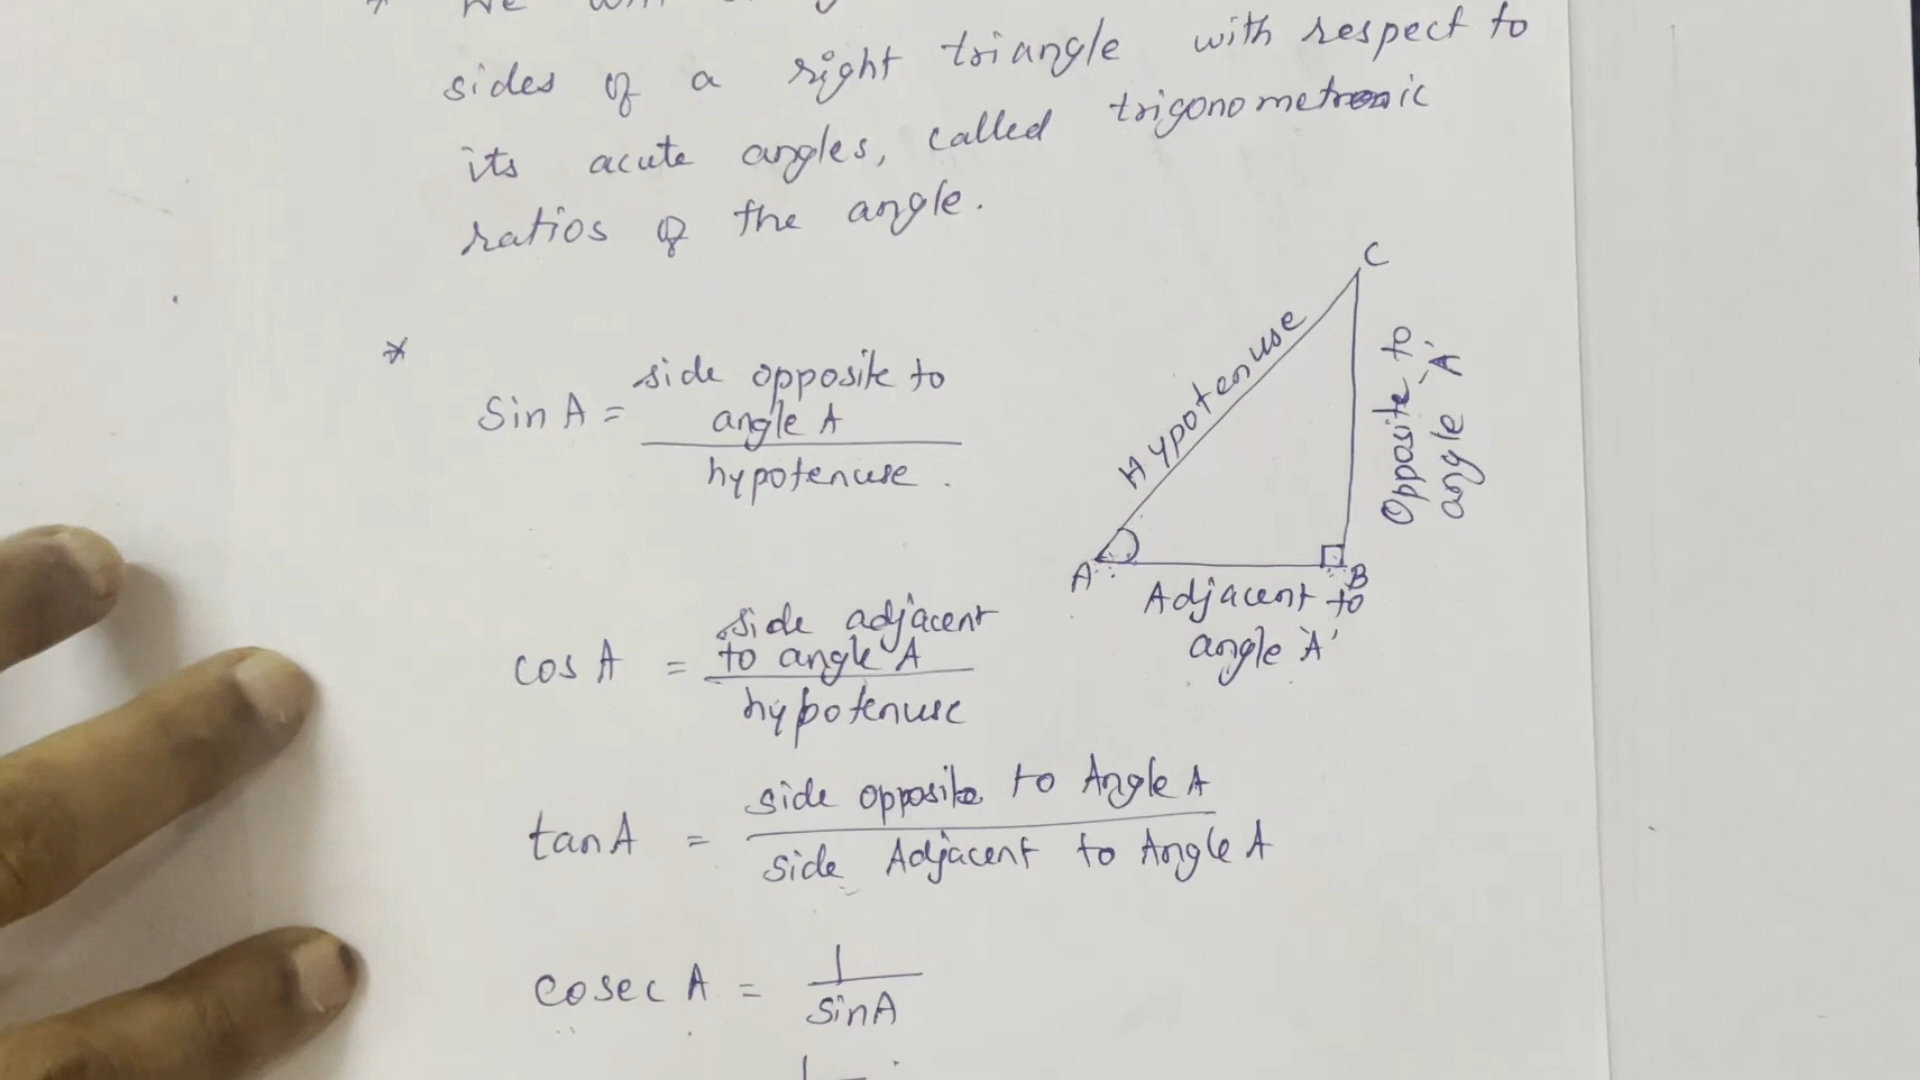 sides of a right triangle with respect to
its acute angles, called trigonometric
ratios of the angle.
*
Sin A = side opposite to
angle A
hypotenuse.
C
Hypotenuse
Opposite to
angle 'A'
A
B
Adjacent to
angle 'A'
cos A = side adjacent
to angle A
hypotenuse
tan A = side opposite to Angle A
side Adjacent to Angle A
cosec A = 1
sin A
1